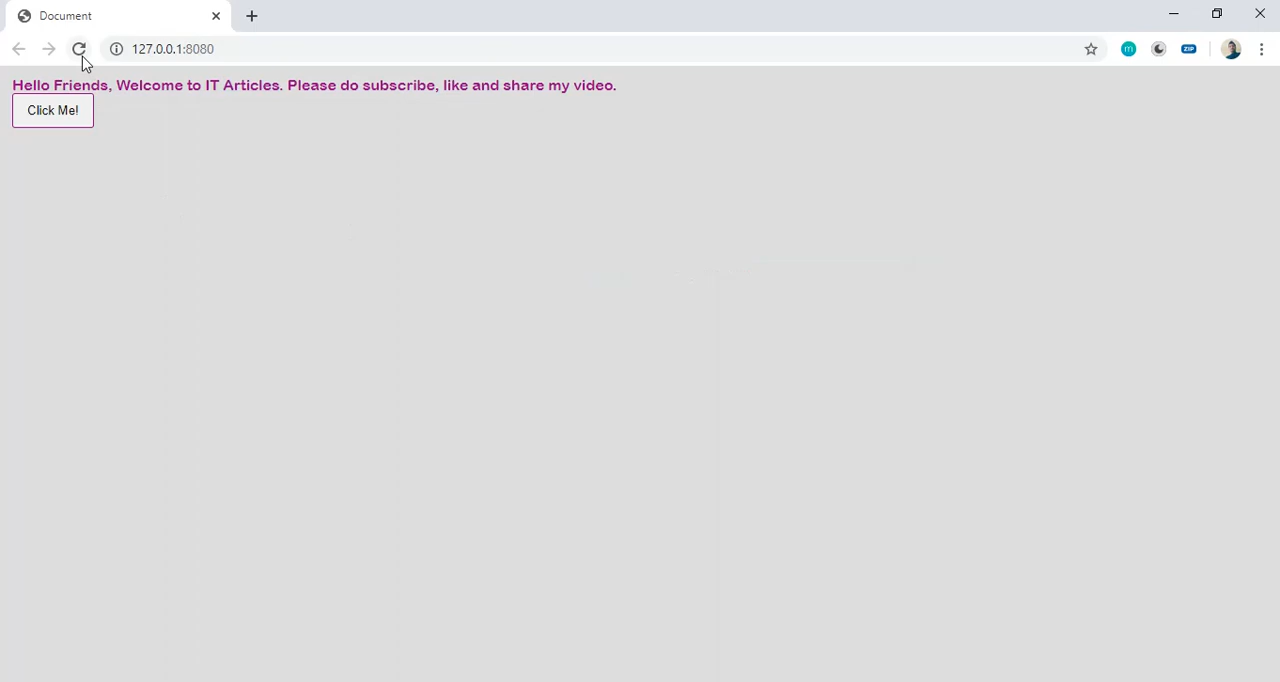 Document
127.0.0.1:8080
m
ZIP
Hello Friends, Welcome to IT Articles. Please do subscribe, like and share my video.
Click Me!